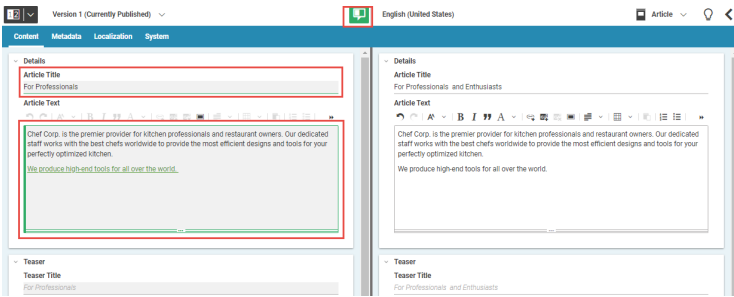 Version 1 (Currently Published)
English (United States)
Article
Content Metadata Localization System
Details
Article Title
For Professionals
Article Text
Chef Corp. is the premier provider for kitchen professionals and restaurant owners. Our dedicated
staff works with the best chefs worldwide to provide the most efficient designs and tools for your
perfectly optimized kitchen.
We produce high-end tools for all over the world.
Teaser
Teaser Title
For Professionals
Details
Article Title
For Professionals and Enthusiasts
Article Text
Chef Corp. is the premier provider for kitchen professionals and restaurant owners. Our dedicated
staff works with the best chefs worldwide to provide the most efficient designs and tools for your
perfectly optimized kitchen.
We produce high-end tools for all over the world.
Teaser
Teaser Title
For Professionals and Enthusiasts